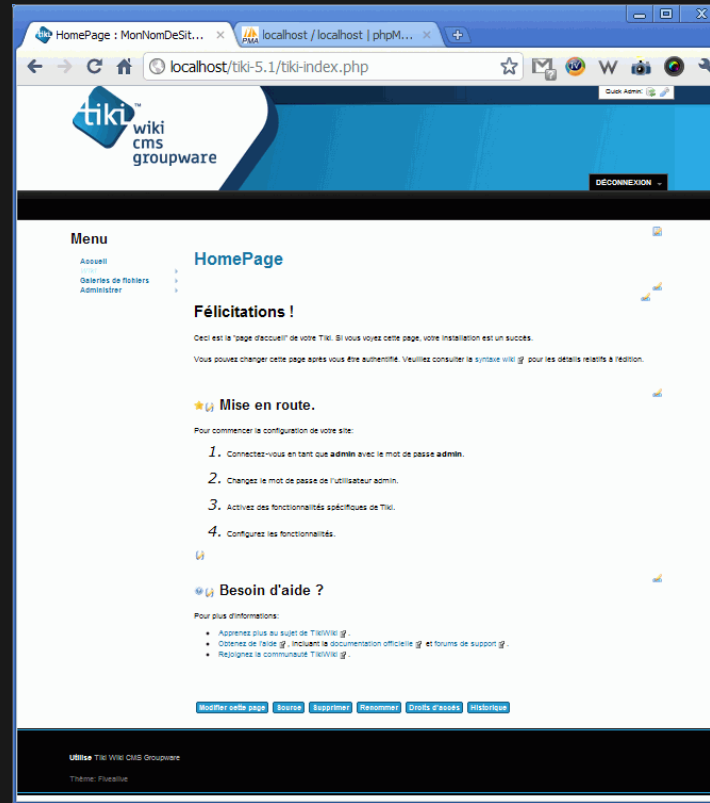 HomePage : MonNomDeSit...
localhost / localhost | phpM...
localhost/tiki-5.1/tiki-index.php
Quick Admin:
tiki
wiki
cms
groupware
DÉCONNEXION
Menu
Accueil
Wiki
Galeries de fichiers
Administrer
HomePage
Félicitations !
Ceci est la "page d'accueil" de votre Tiki. Si vous voyez cette page, votre installation est un succès.
Vous pouvez changer cette page après vous être authentifié. Veuillez consulter la syntaxe wiki pour les détails relatifs à l'édition.
Mise en route.
Pour commencer la configuration de votre site:
1. Connectez-vous en tant que admin avec le mot de passe admin.
2. Changez le mot de passe de l'utilisateur admin.
3. Activez des fonctionnalités spécifiques de Tiki.
4. Configurez les fonctionnalités.
Besoin d'aide ?
Pour plus d'informations:
Apprenez plus au sujet de TikiWiki .
Obtenez de l'aide , incluant la documentation officielle et forums de support .
Rejoignez la communauté TikiWiki .
Modifier cette page Source Supprimer Renommer Droits d'accès Historique
Utilise Tiki Wiki CMS Groupware
Thème: Fivealive